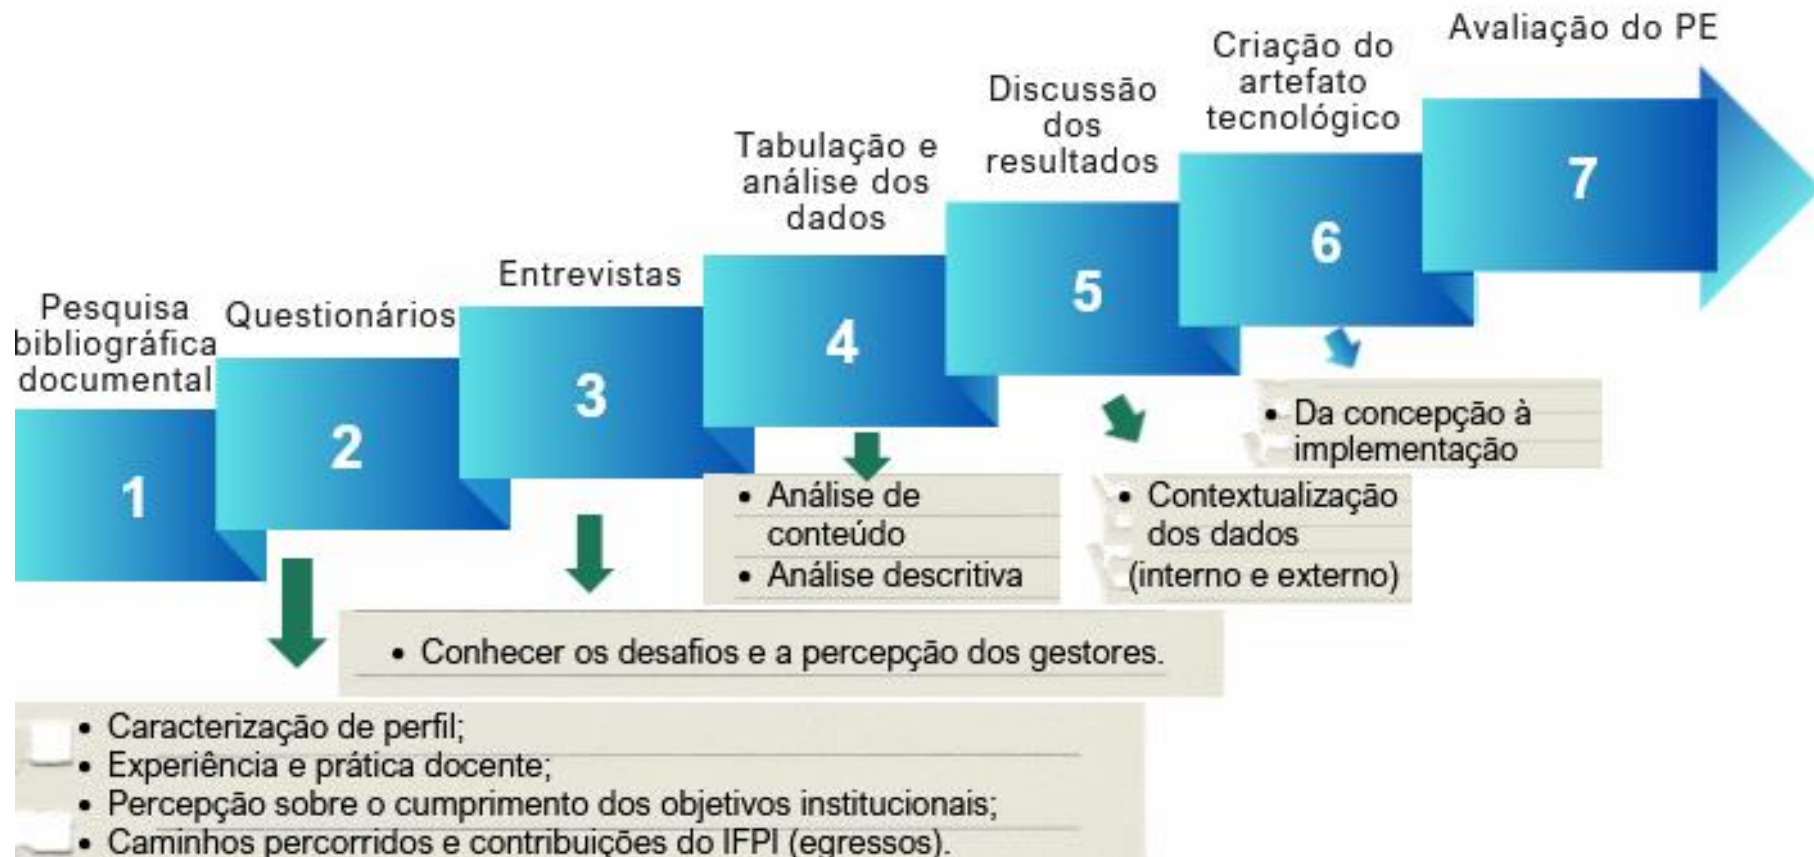 Pesquisa
bibliográfica
documental
1
Questionários
2
Entrevistas
3
Tabulação e
análise dos
dados
4
Discussão
dos
resultados
5
Criação do
artefato
tecnológico
6
Avaliação do PE
7
• Da concepção à
implementação
• Análise de
conteúdo
• Análise descritiva
• Contextualização
dos dados
(interno e externo)
• Conhecer os desafios e a percepção dos gestores.
• Caracterização de perfil;
• Experiência e prática docente;
• Percepção sobre o cumprimento dos objetivos institucionais;
• Caminhos percorridos e contribuições do IFPI (egressos).